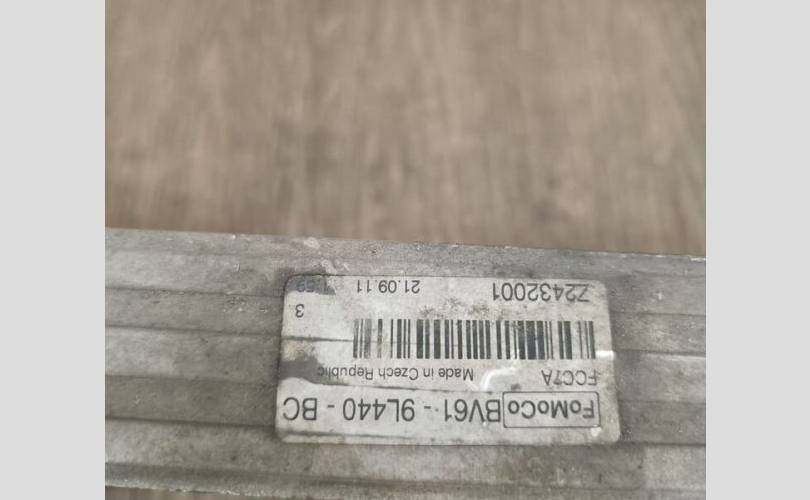 FoMoCo BV61 - 9L440 - BC
FCC7A Made in Czech Republic
3
Z2432001 21.09.11